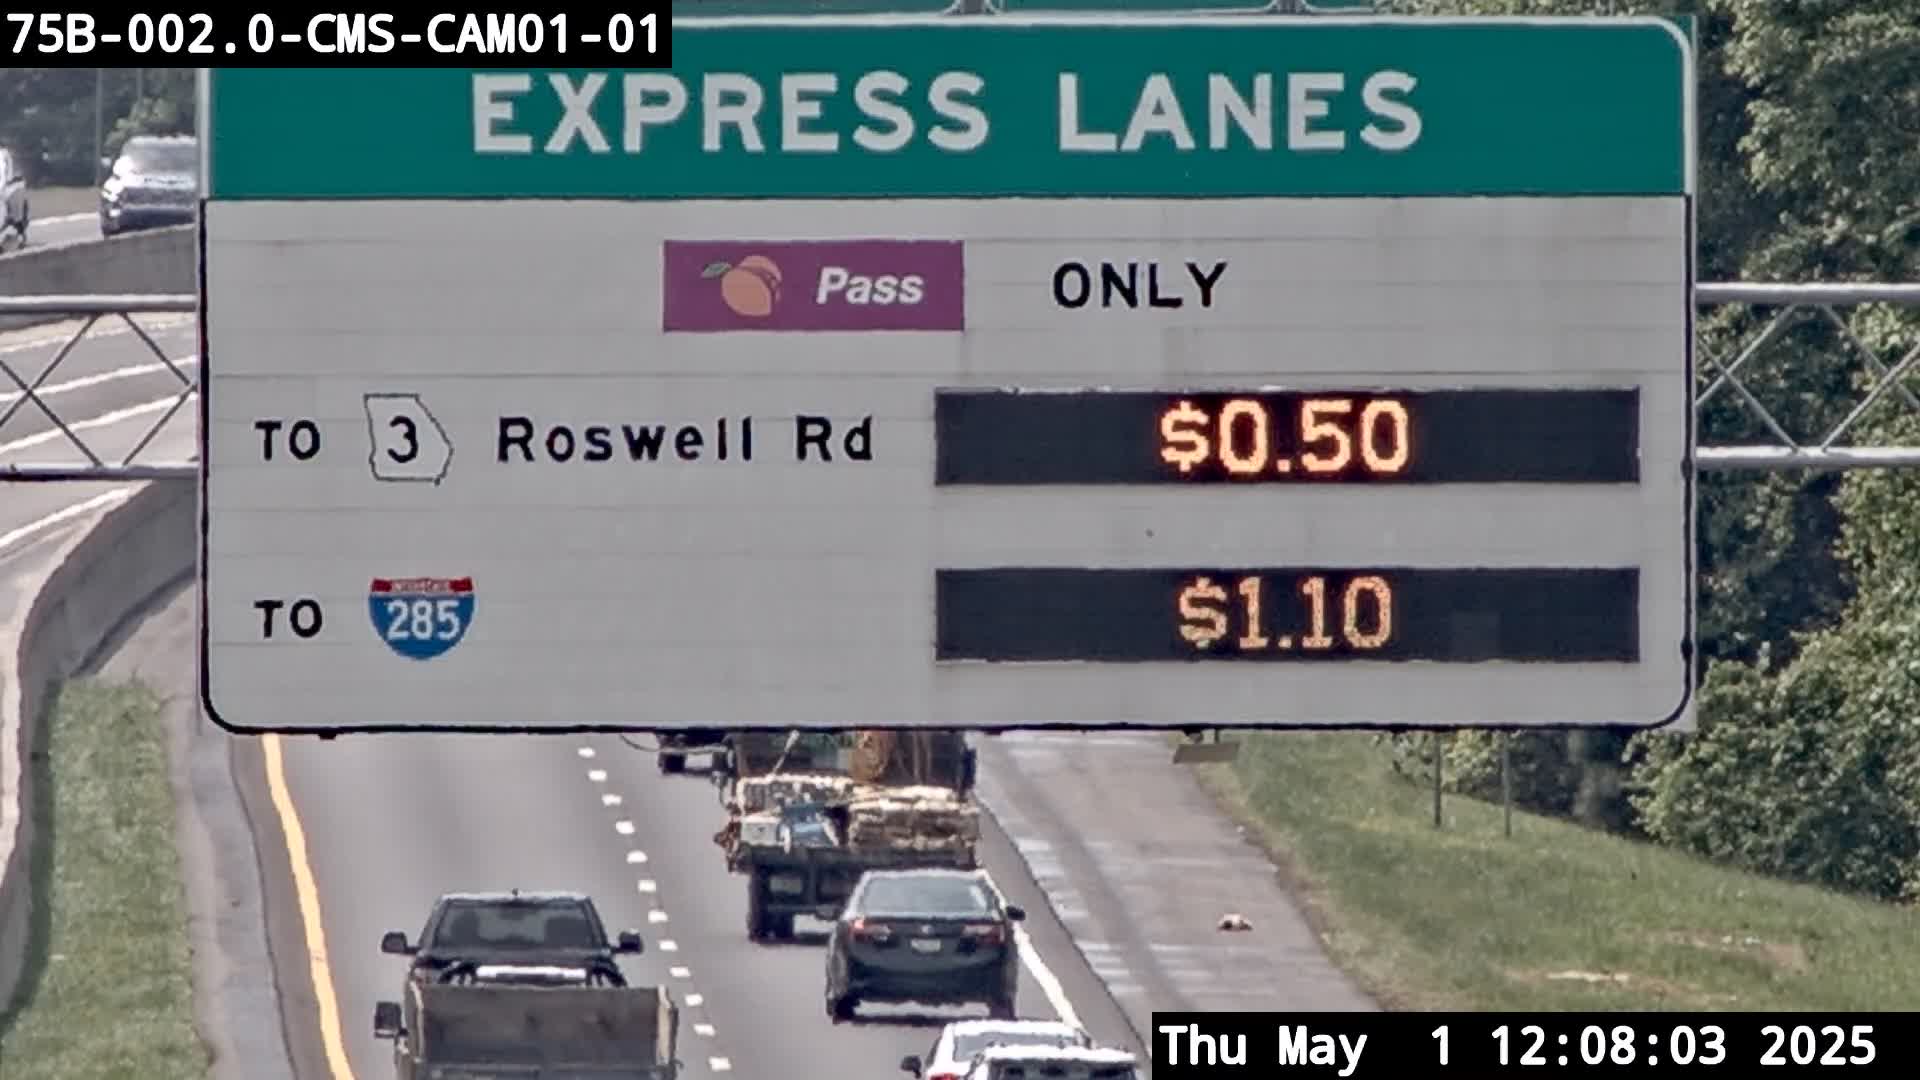 75B-002.0-CMS-CAM01-01
EXPRESS LANES
Pass ONLY
TO 3 Roswell Rd $0.50
TO INTERSTATE 285 $1.10
Thu May 1 12:08:03 2025